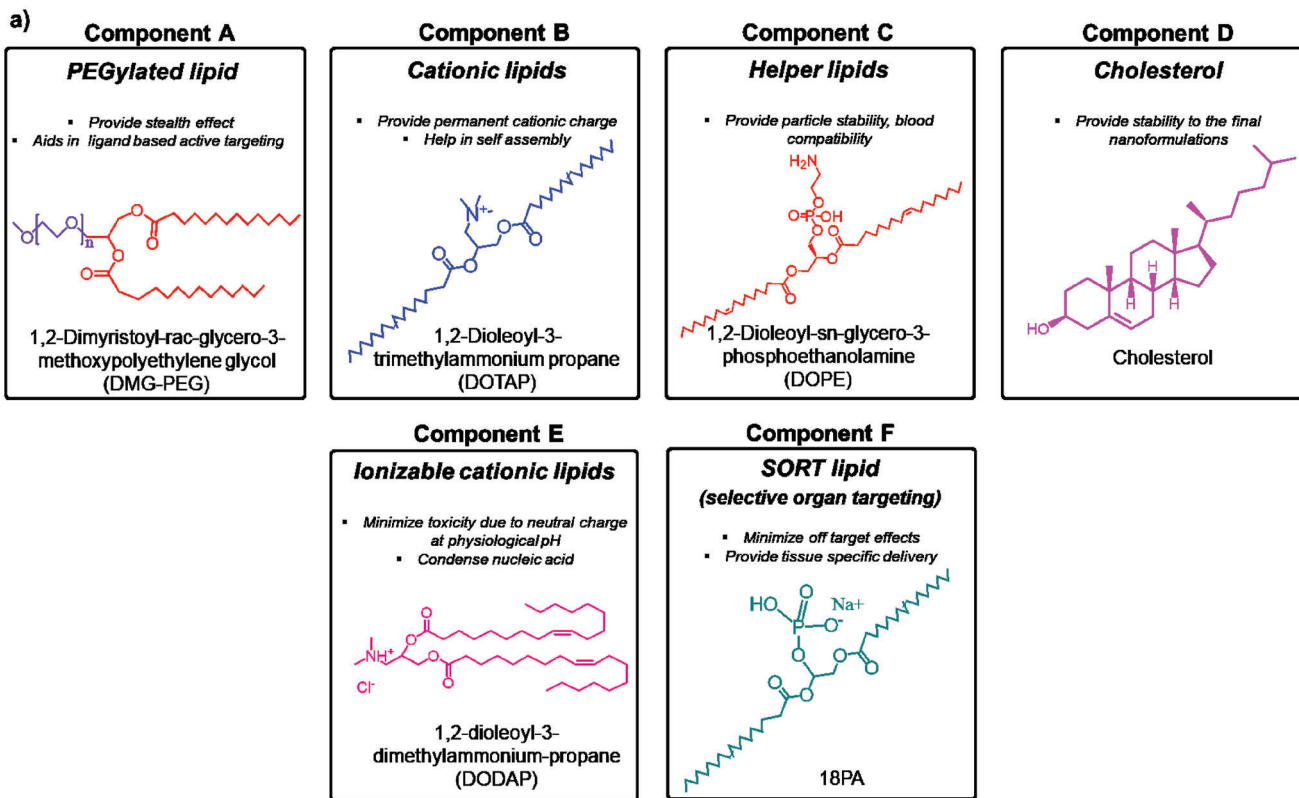 a)
Component A
PEGylated lipid
▪ Provide stealth effect
▪ Aids in ligand based active targeting
O
O
n
O
O
O
O
1,2-Dimyristoyl-rac-glycero-3-
methoxypolyethylene glycol
(DMG-PEG)
Component B
Cationic lipids
▪ Provide permanent cationic charge
▪ Help in self assembly
N
+-
O
O
O
O
1,2-Dioleoyl-3-
trimethylammonium propane
(DOTAP)
Component C
Helper lipids
▪ Provide particle stability, blood
compatibility
H₂N
O
O=P-OH
O
O
O
O
O
1,2-Dioleoyl-sn-glycero-3-
phosphoethanolamine
(DOPE)
Component D
Cholesterol
▪ Provide stability to the final
nanoformulations
H
H
H
HO
Cholesterol
Component E
Ionizable cationic lipids
▪ Minimize toxicity due to neutral charge
at physiological pH
▪ Condense nucleic acid
O
O
NH+
O
O
Cl-
1,2-dioleoyl-3-
dimethylammonium-propane
(DODAP)
Component F
SORT lipid
(selective organ targeting)
▪ Minimize off target effects
▪ Provide tissue specific delivery
O
HO
Na+
P
O-
O
O
O
O
O
18PA